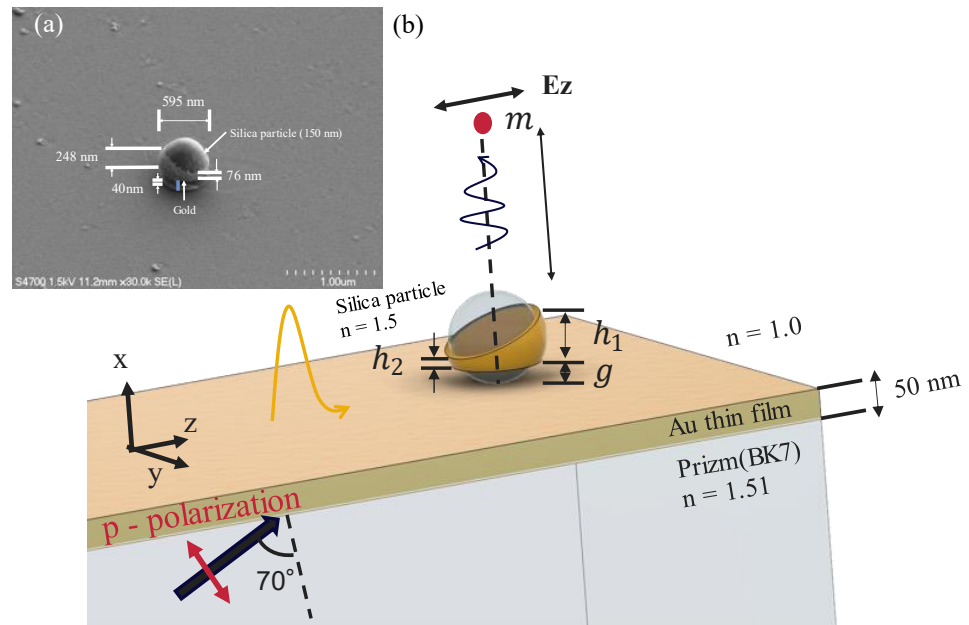 (a)
595 nm
Silica particle (150 nm)
248 nm
40nm
76 nm
Gold
S4700 1.5kV 11.2mm x30.0k SE(L)
1.00um
(b)
Ez
m
Silica particle
n = 1.5
h₁
h₂
g
n = 1.0
50 nm
x
z
y
Au thin film
Prizm(BK7)
n = 1.51
p - polarization
70°